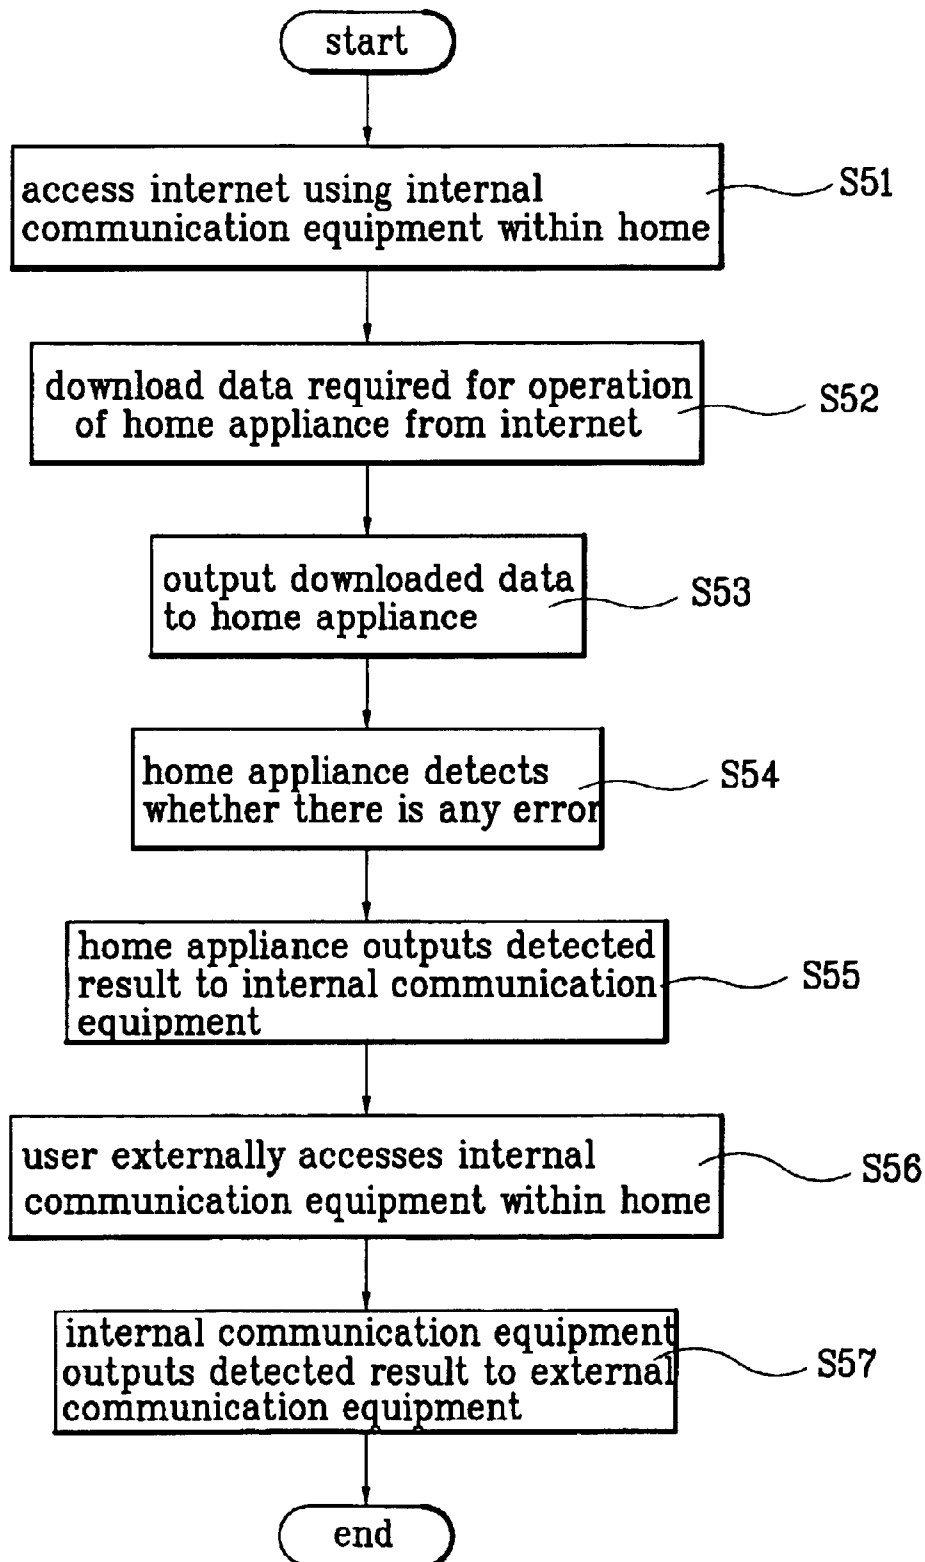 start
access internet using internal
communication equipment within home
S51
download data required for operation
of home appliance from internet
S52
output downloaded data
to home appliance
S53
home appliance detects
whether there is any error
S54
home appliance outputs detected
result to internal communication
equipment
S55
user externally accesses internal
communication equipment within home
S56
internal communication equipment
outputs detected result to external
communication equipment
S57
end